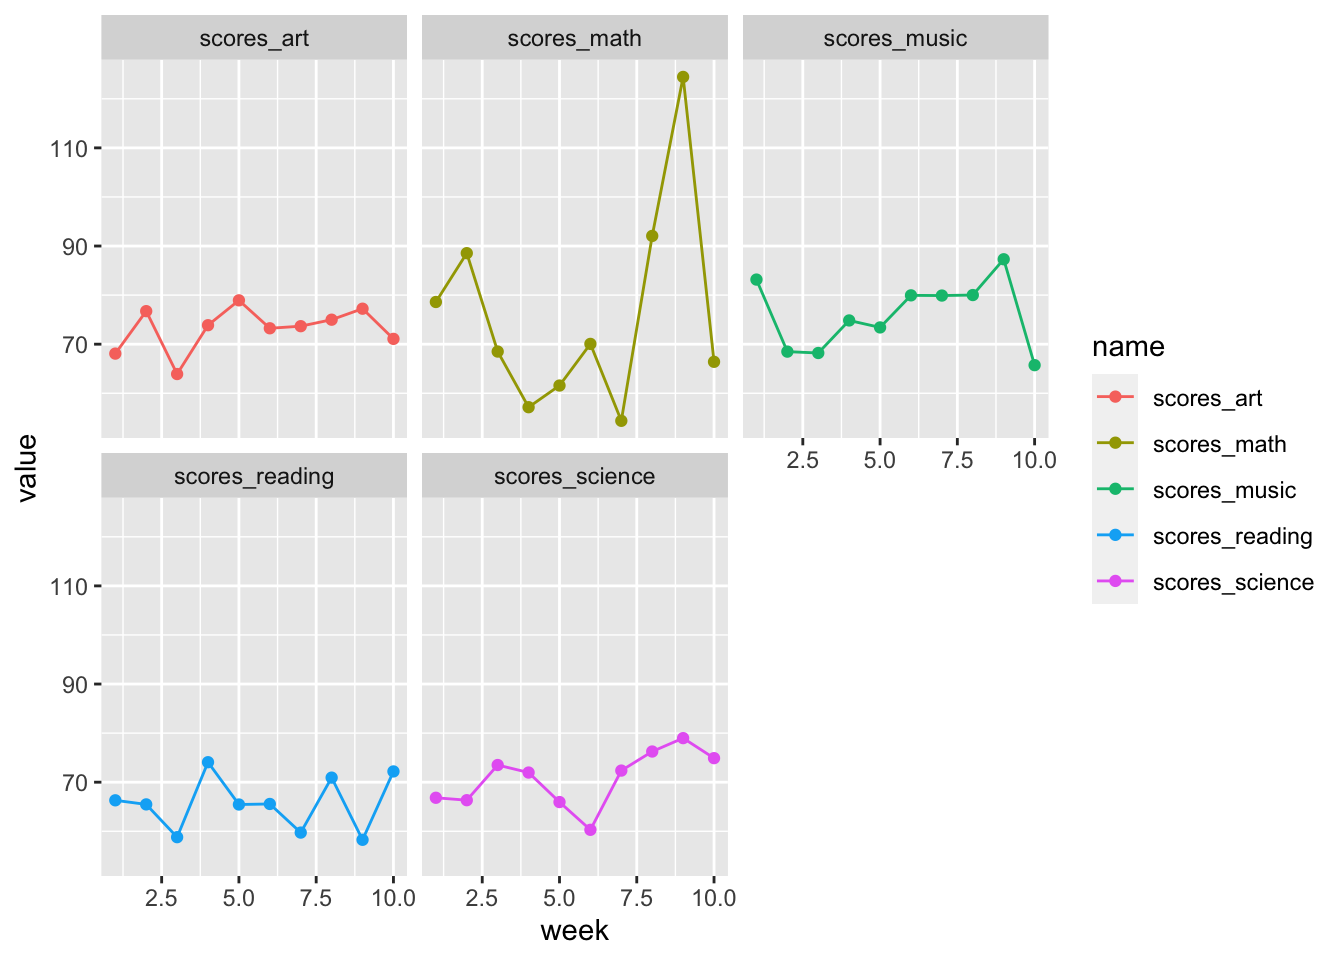 scores_art
scores_math
scores_music
110
90
70
2.5 5.0 7.5 10.0
scores_reading
scores_science
110
90
70
2.5 5.0 7.5 10.0
2.5 5.0 7.5 10.0
value
week
name
scores_art
scores_math
scores_music
scores_reading
scores_science